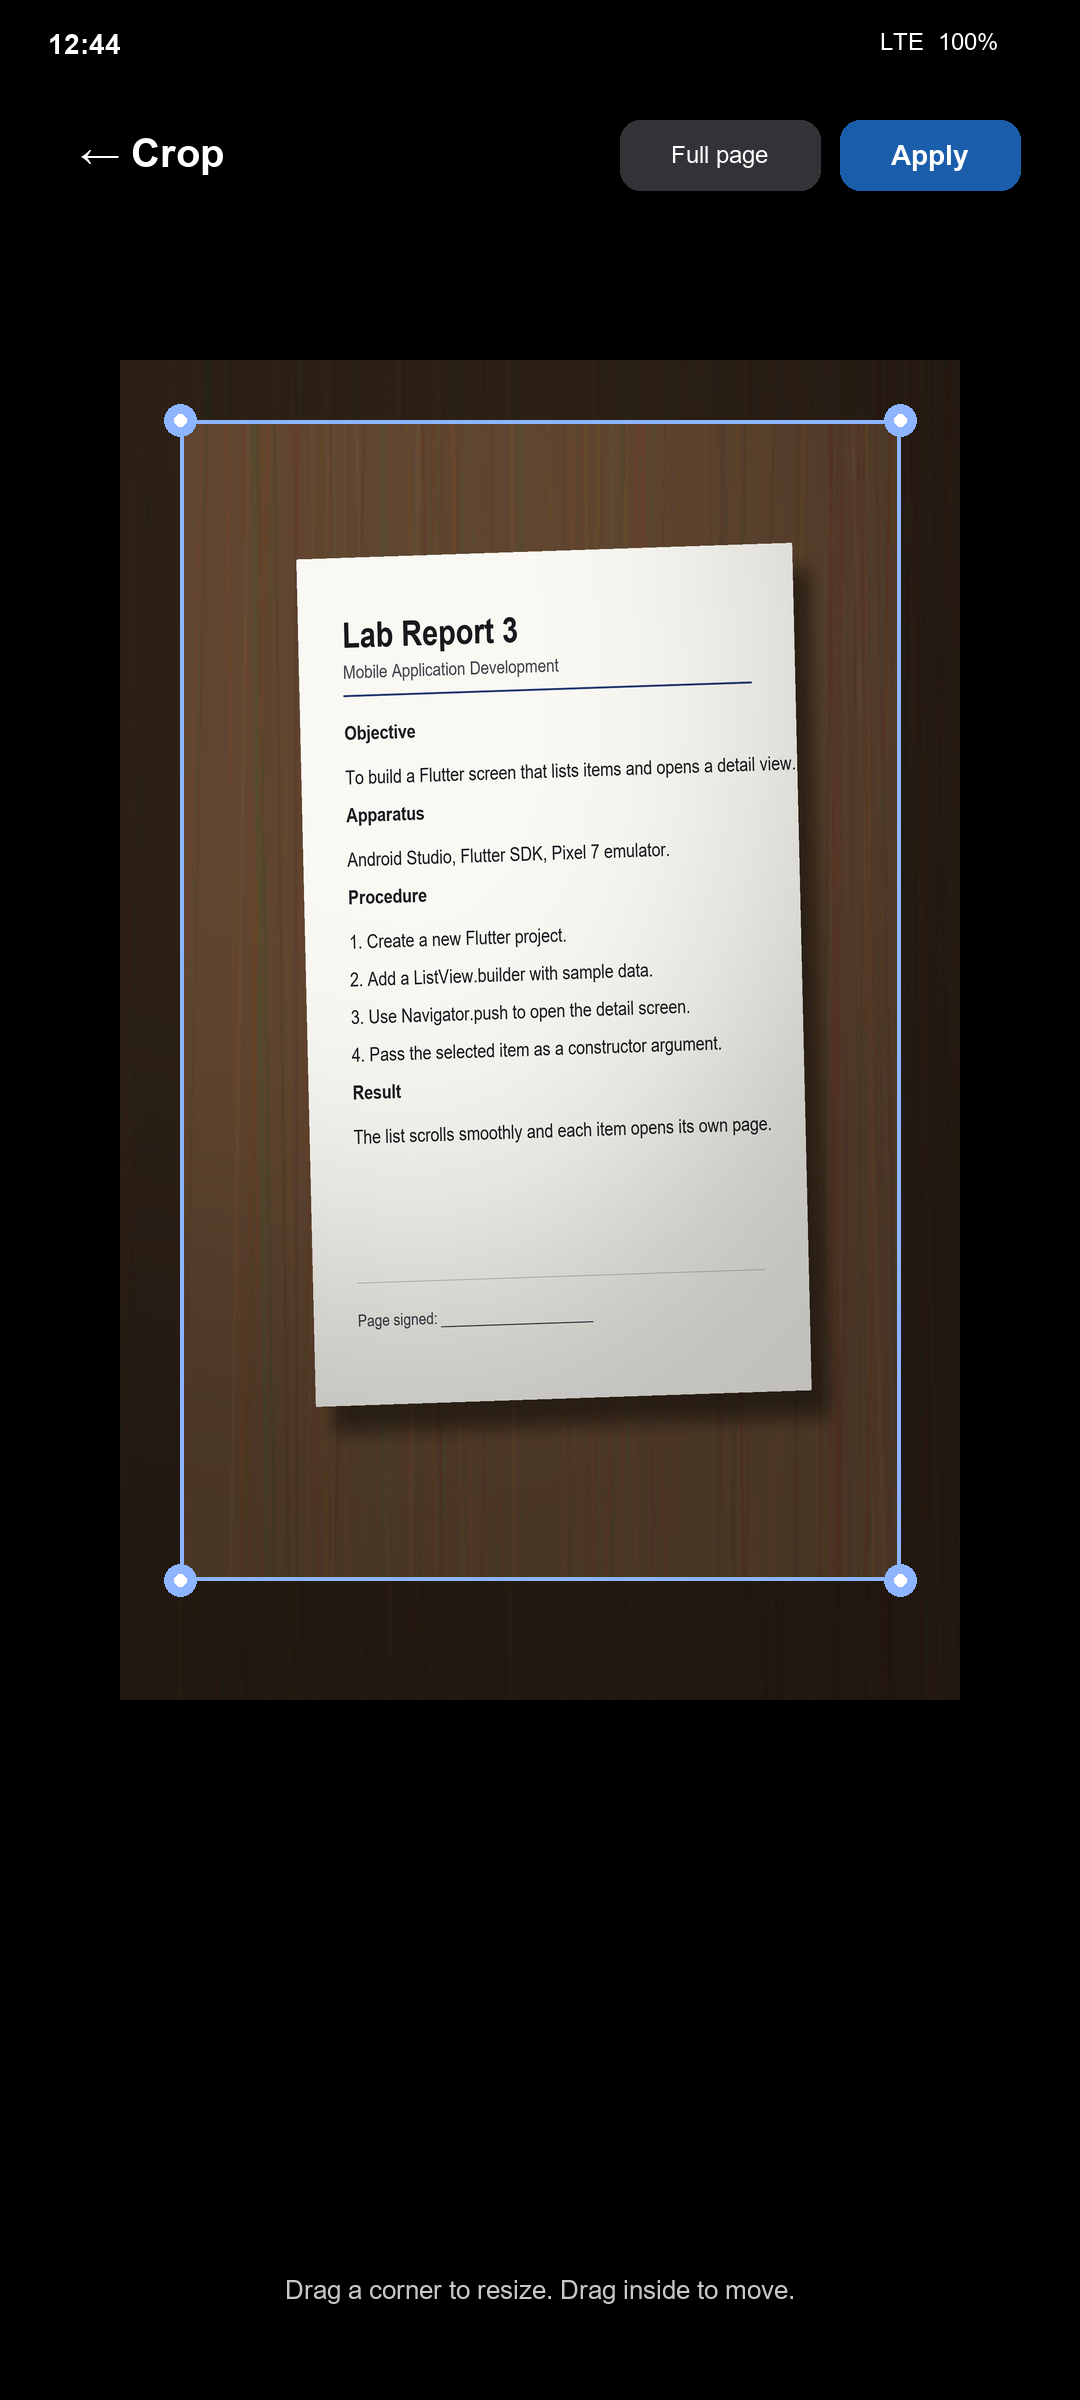 12:44
LTE 100%
← Crop
Full page
Apply
Lab Report 3
Mobile Application Development
Objective
To build a Flutter screen that lists items and opens a detail view.
Apparatus
Android Studio, Flutter SDK, Pixel 7 emulator.
Procedure
1. Create a new Flutter project.
2. Add a ListView.builder with sample data.
3. Use Navigator.push to open the detail screen.
4. Pass the selected item as a constructor argument.
Result
The list scrolls smoothly and each item opens its own page.
Page signed: ___________________
Drag a corner to resize. Drag inside to move.